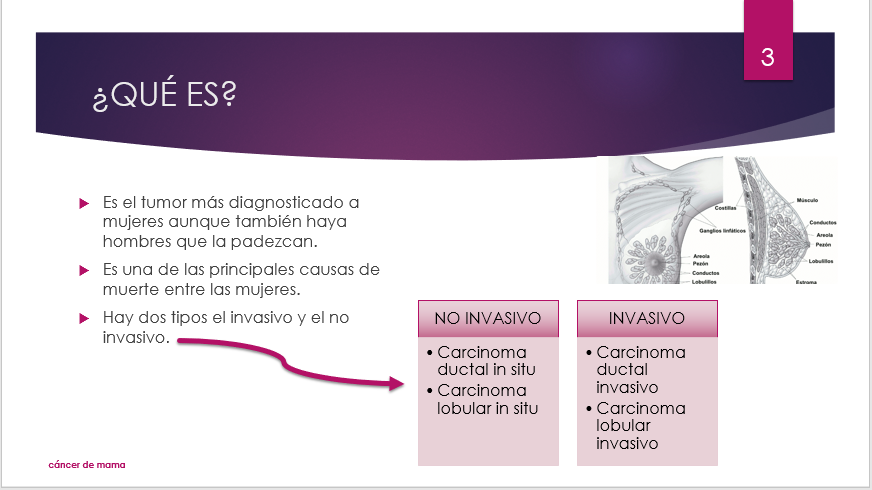 3
¿QUÉ ES?
Es el tumor más diagnosticado a
mujeres aunque también haya
hombres que la padezcan.
Es una de las principales causas de
muerte entre las mujeres.
Hay dos tipos el invasivo y el no
invasivo.
Costillas
Ganglios linfáticos
Areola
Pezón
Conductos
Lobulillos
Músculo
Conductos
Areola
Pezón
Lobulillos
Estroma
NO INVASIVO
• Carcinoma
ductal in situ
• Carcinoma
lobular in situ
INVASIVO
• Carcinoma
ductal
invasivo
• Carcinoma
lobular
invasivo
cáncer de mama